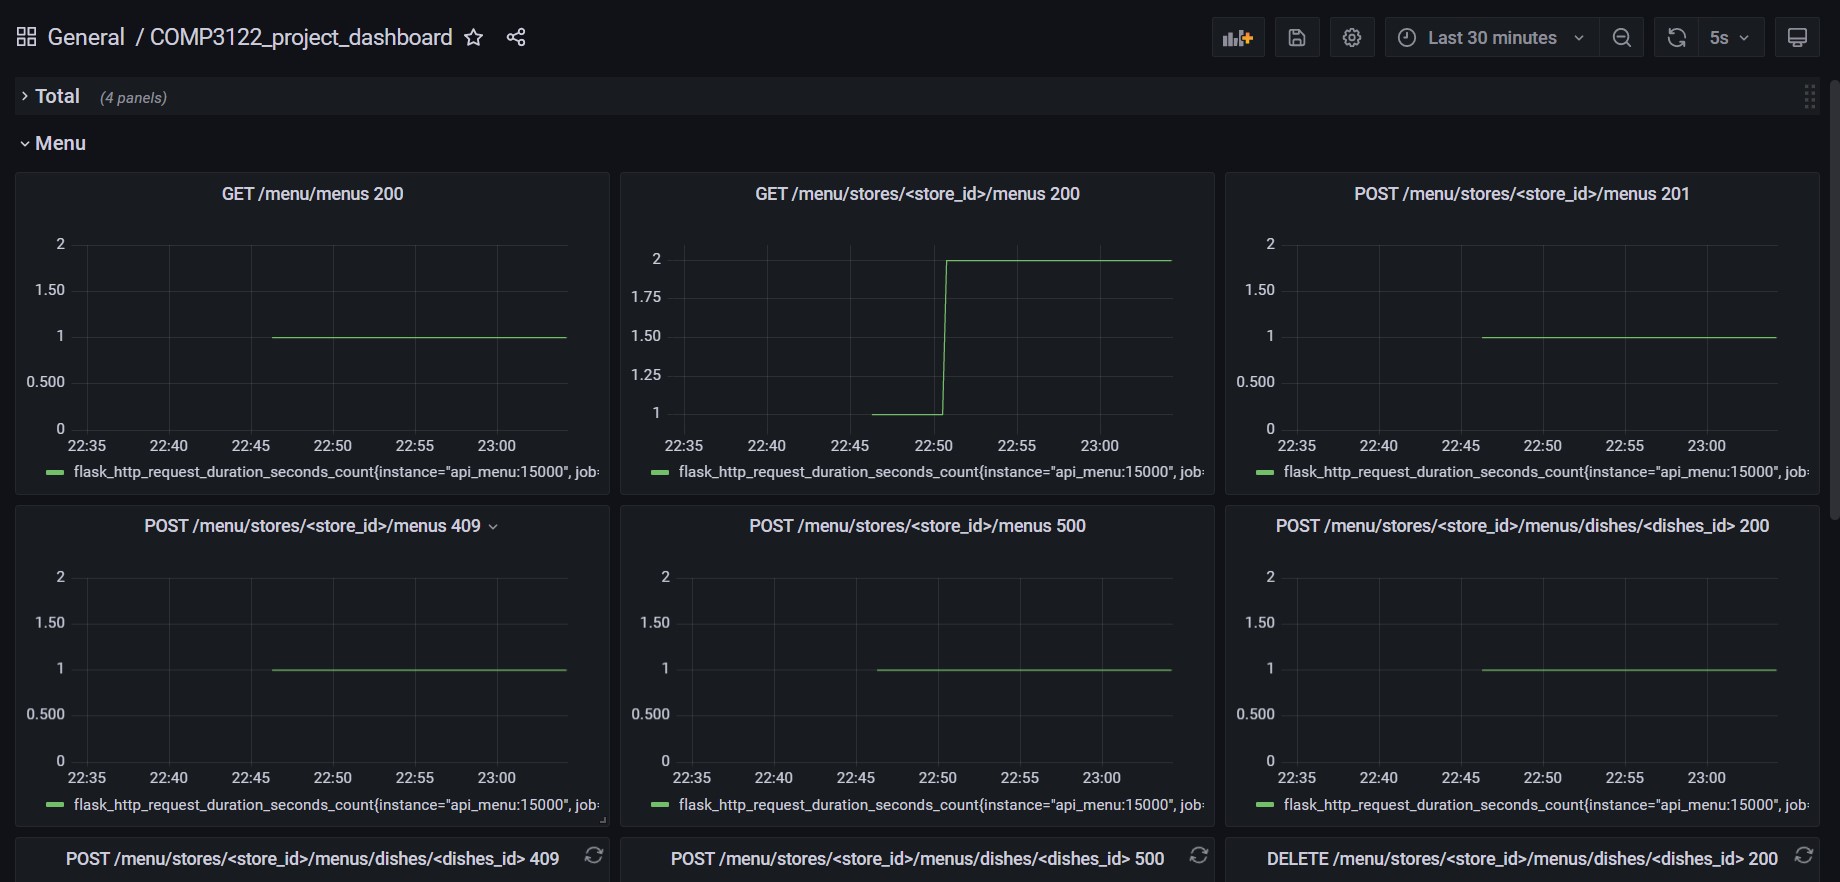 General / COMP3122_project_dashboard
Last 30 minutes
5s
Total (4 panels)
Menu
GET /menu/menus 200
2
1.50
1
0.500
0
22:35 22:40 22:45 22:50 22:55 23:00
flask_http_request_duration_seconds_count{instance="api_menu:15000", job=
GET /menu/stores/<store_id>/menus 200
2
1.75
1.50
1.25
1
22:35 22:40 22:45 22:50 22:55 23:00
flask_http_request_duration_seconds_count{instance="api_menu:15000", job=
POST /menu/stores/<store_id>/menus 201
2
1.50
1
0.500
0
22:35 22:40 22:45 22:50 22:55 23:00
flask_http_request_duration_seconds_count{instance="api_menu:15000", job=
POST /menu/stores/<store_id>/menus 409
2
1.50
1
0.500
0
22:35 22:40 22:45 22:50 22:55 23:00
flask_http_request_duration_seconds_count{instance="api_menu:15000", job=
POST /menu/stores/<store_id>/menus 500
2
1.50
1
0.500
0
22:35 22:40 22:45 22:50 22:55 23:00
flask_http_request_duration_seconds_count{instance="api_menu:15000", job=
POST /menu/stores/<store_id>/menus/dishes/<dishes_id> 200
2
1.50
1
0.500
0
22:35 22:40 22:45 22:50 22:55 23:00
flask_http_request_duration_seconds_count{instance="api_menu:15000", job=
POST /menu/stores/<store_id>/menus/dishes/<dishes_id> 409
POST /menu/stores/<store_id>/menus/dishes/<dishes_id> 500
DELETE /menu/stores/<store_id>/menus/dishes/<dishes_id> 200